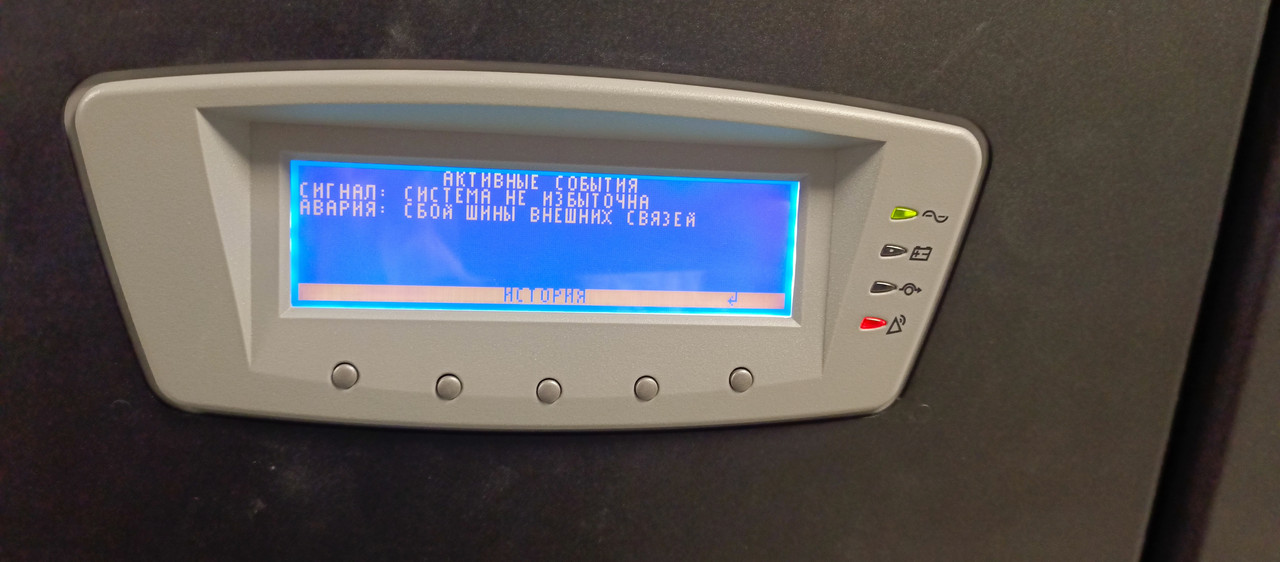 АКТИВНЫЕ СОБЫТИЯ
СИГНАЛ: СИСТЕМА НЕ ИЗБЫТОЧНА
АВАРИЯ: СБОЙ ШИНЫ ВНЕШНИХ СВЯЗЕЙ
ИСТОРИЯ